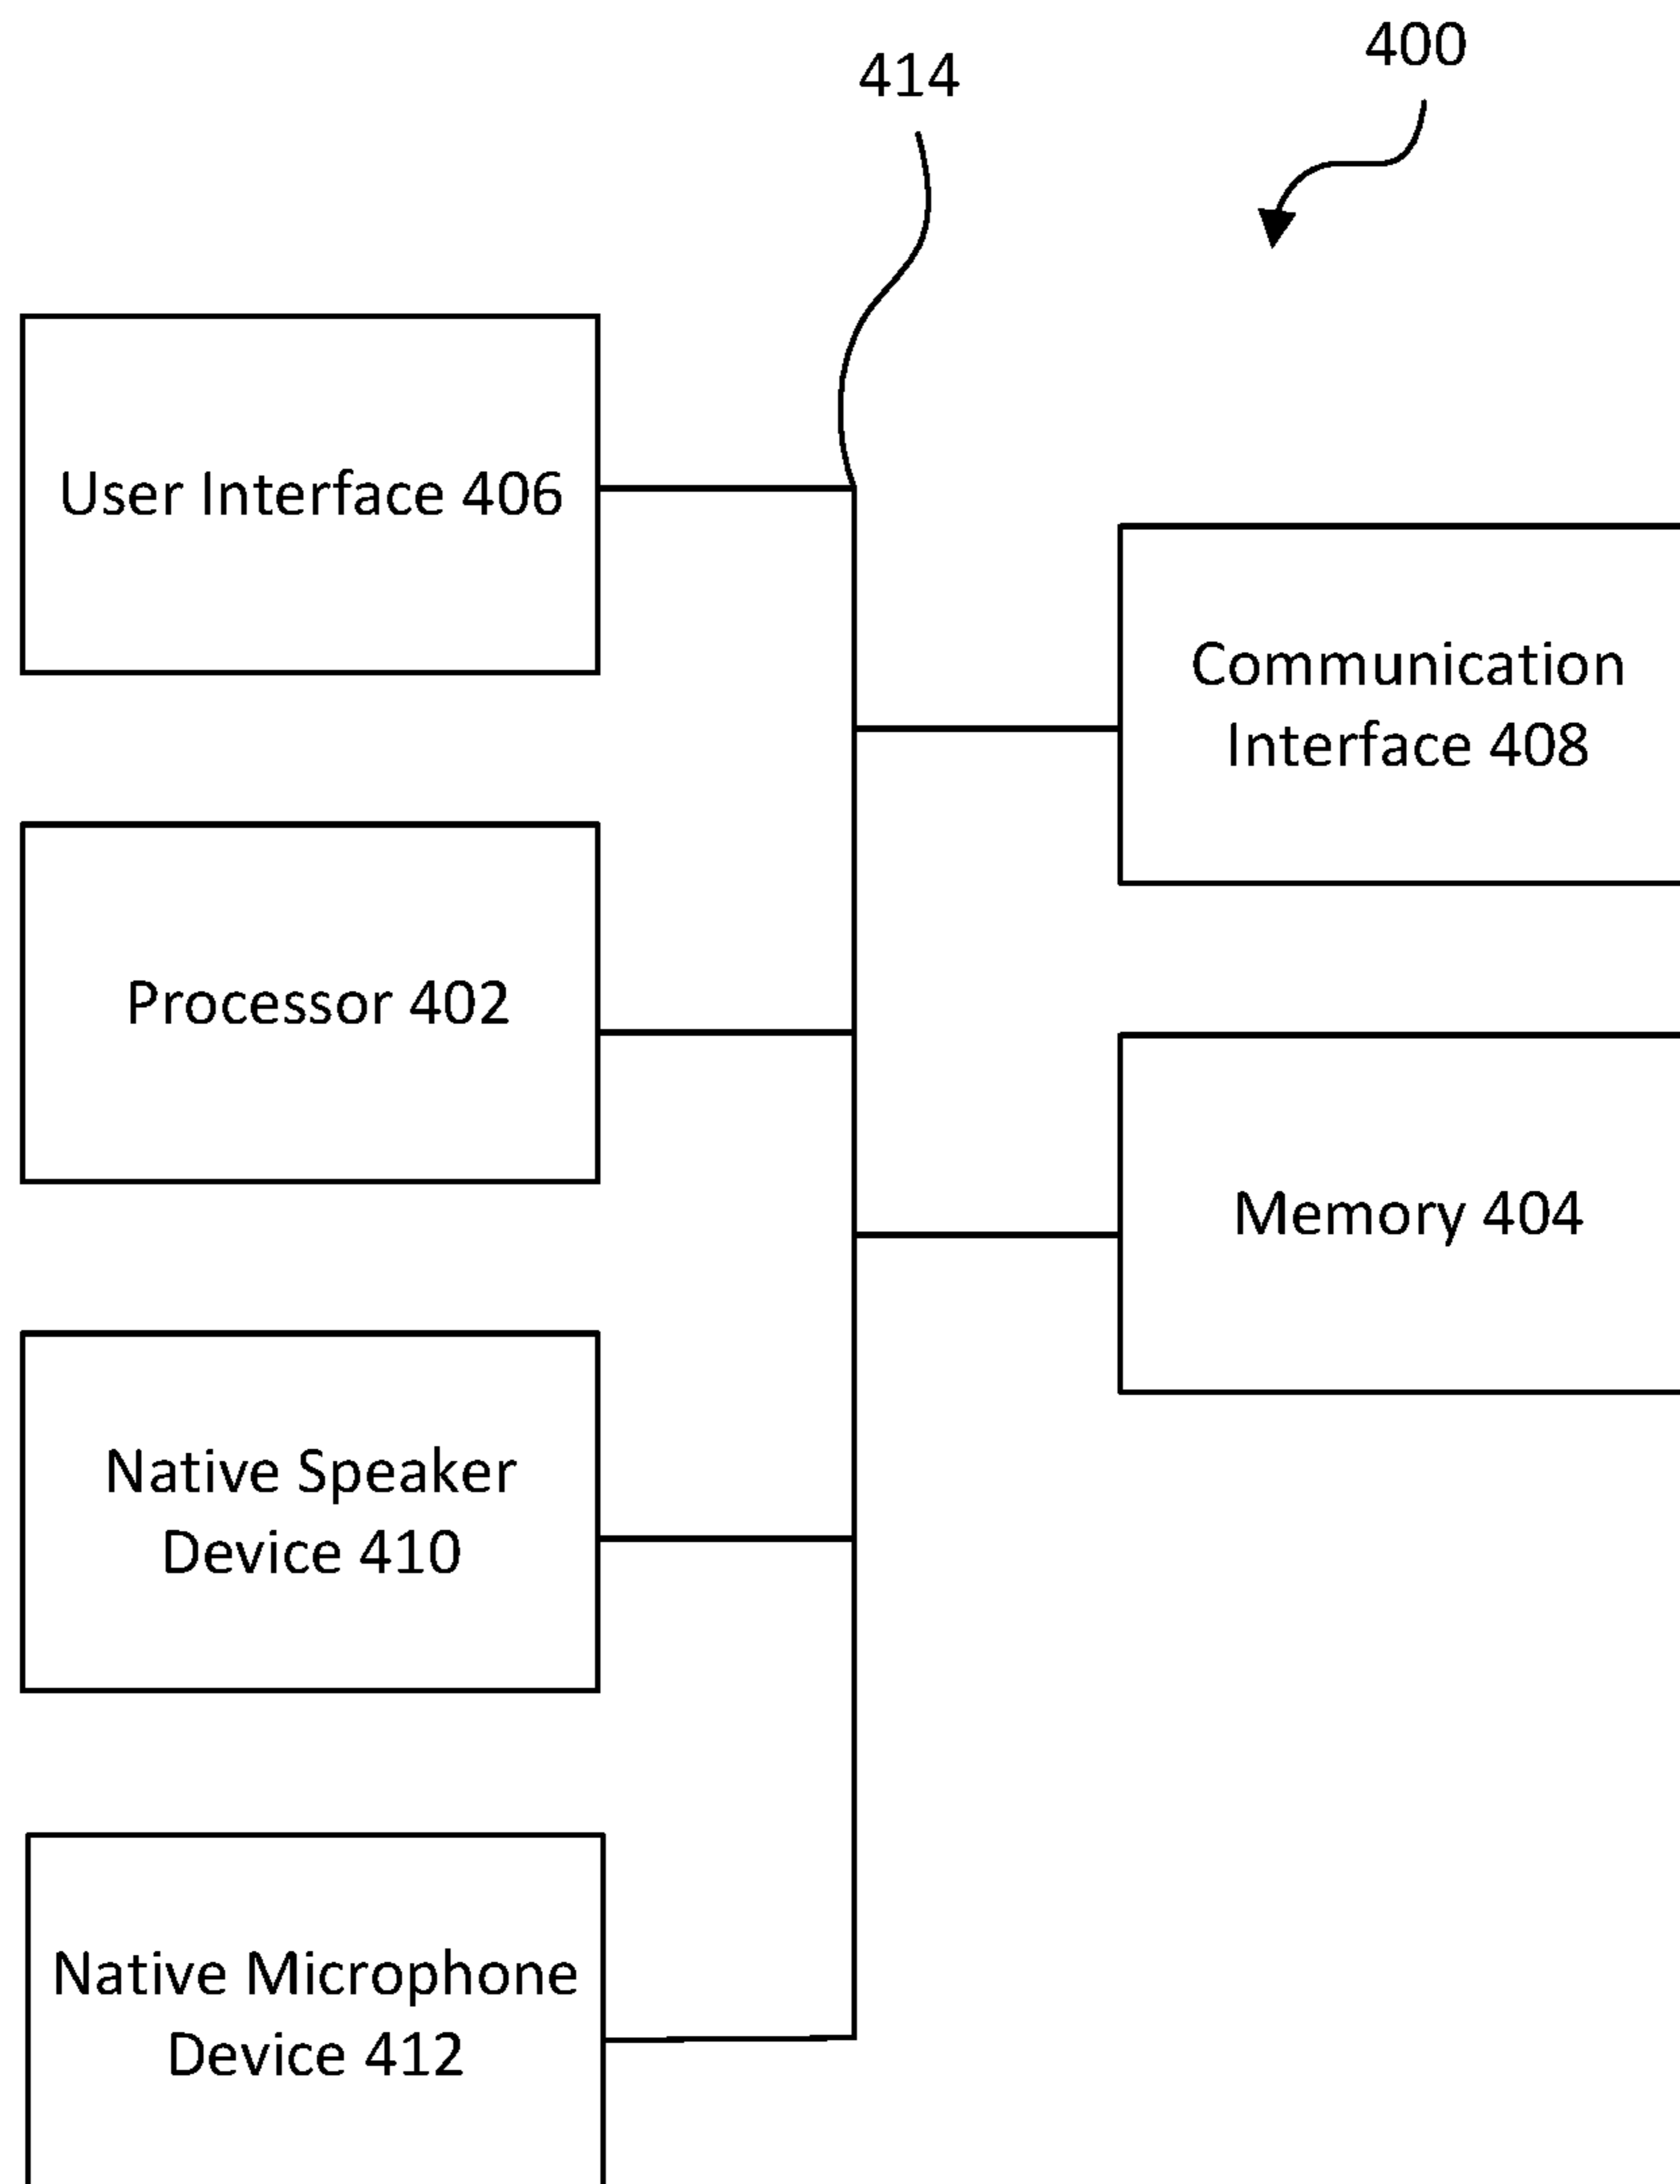 400
414
User Interface 406
Communication
Interface 408
Processor 402
Memory 404
Native Speaker
Device 410
Native Microphone
Device 412